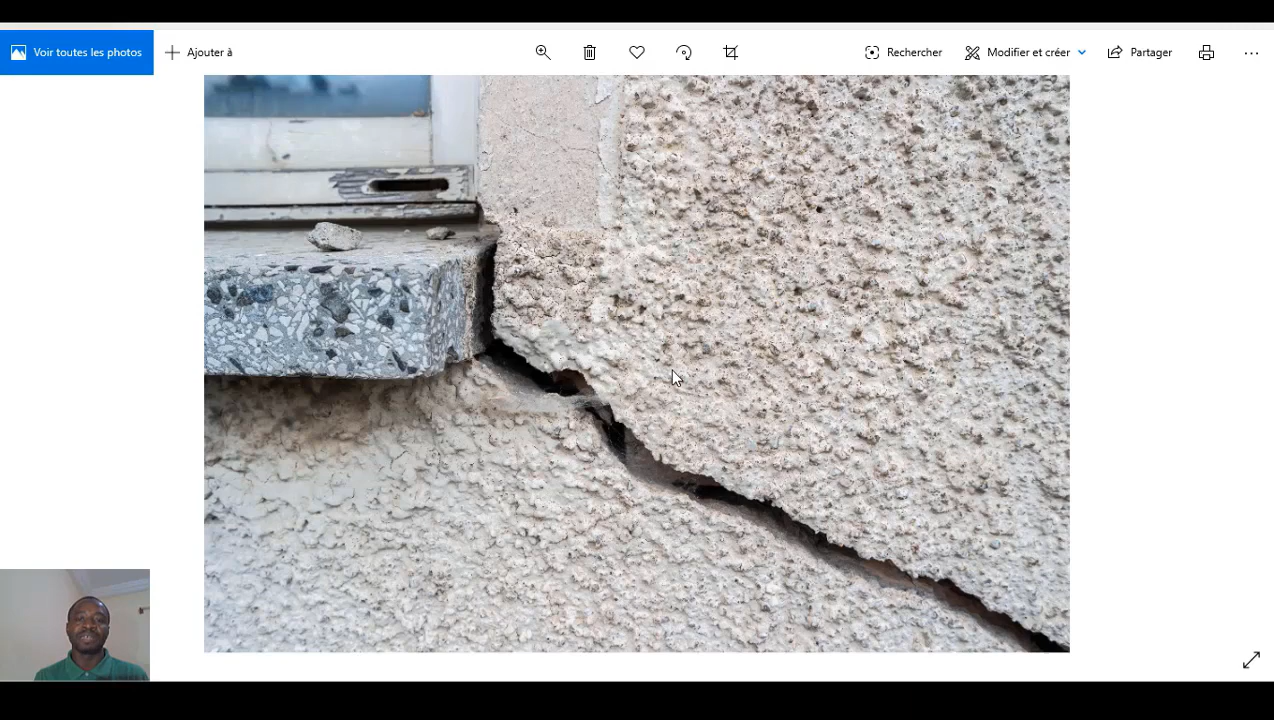 Voir toutes les photos
Ajouter à
Rechercher
Modifier et créer
Partager